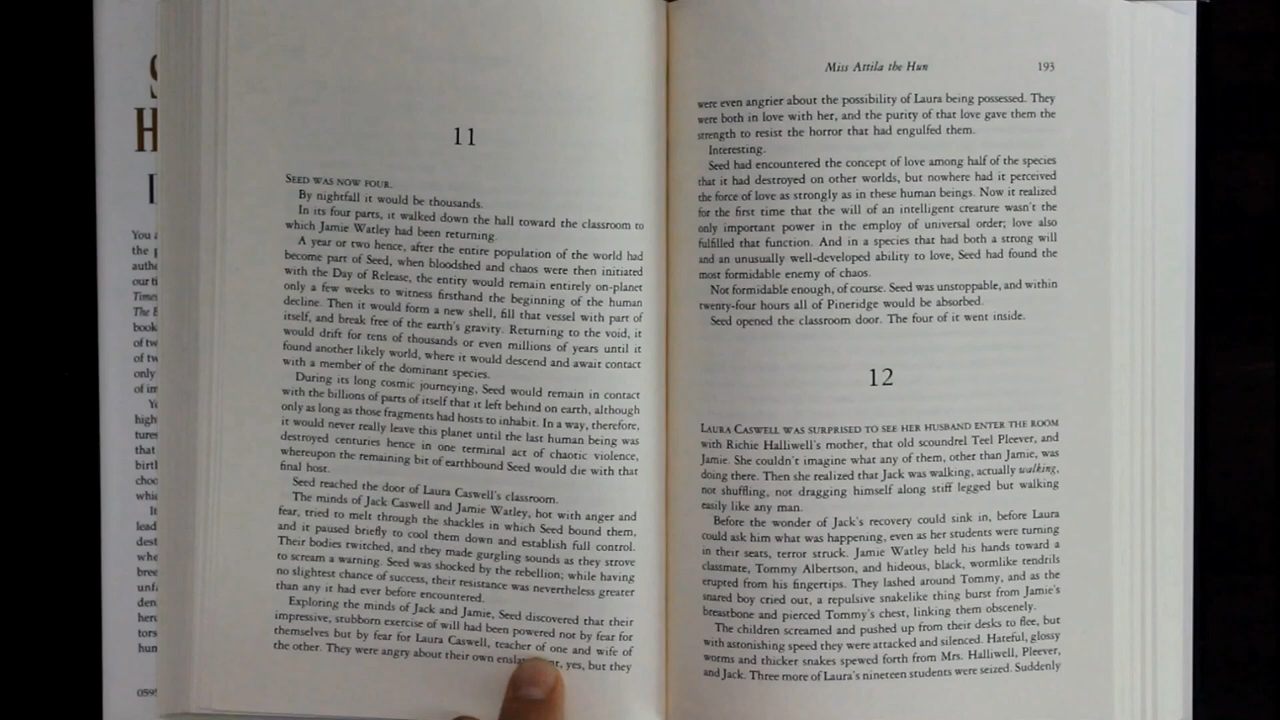 S
H
D
You a
the p
autho
our ti
Times
The B
book
of tw
of tw
only
of im
Yo
high
tures
that
birtl
choo
whic
It
lead
dest
whe
bree
unfa
den
hero
tors
hun
059
11
SEED WAS NOW FOUR.
By nightfall it would be thousands.
In its four parts, it walked down the hall toward the classroom to
which Jamie Watley had been returning.
A year or two hence, after the entire population of the world had
become part of Seed, when bloodshed and chaos were then initiated
with the Day of Release, the entity would remain entirely on-planet
only a few weeks to witness firsthand the beginning of the human
decline. Then it would form a new shell, fill that vessel with part of
itself, and break free of the earth's gravity. Returning to the void, it
would drift for tens of thousands or even millions of years until it
found another likely world, where it would descend and await contact
with a member of the dominant species.
During its long cosmic journeying, Seed would remain in contact
with the billions of parts of itself that it left behind on earth, although
only as long as those fragments had hosts to inhabit. In a way, therefore,
it would never really leave this planet until the last human being was
destroyed centuries hence in one terminal act of chaotic violence,
whereupon the remaining bit of earthbound Seed would die with that
final host.
Seed reached the door of Laura Caswell's classroom.
The minds of Jack Caswell and Jamie Watley, hot with anger and
fear, tried to melt through the shackles in which Seed bound them,
and it paused briefly to cool them down and establish full control.
Their bodies twitched, and they made gurgling sounds as they strove
to scream a warning. Seed was shocked by the rebellion; while having
no slightest chance of success, their resistance was nevertheless greater
than any it had ever before encountered.
Exploring the minds of Jack and Jamie, Seed discovered that their
impressive, stubborn exercise of will had been powered not by fear for
themselves but by fear for Laura Caswell, teacher of one and wife of
the other. They were angry about their own yes, but they
Miss Attila the Hun 193
were even angrier about the possibility of Laura being possessed. They
were both in love with her, and the purity of that love gave them the
strength to resist the horror that had engulfed them.
Interesting.
Seed had encountered the concept of love among half of the species
that it had destroyed on other worlds, but nowhere had it perceived
the force of love as strongly as in these human beings. Now it realized
for the first time that the will of an intelligent creature wasn't the
only important power in the employ of universal order; love also
fulfilled that function. And in a species that had both a strong will
and an unusually well-developed ability to love, Seed had found the
most formidable enemy of chaos.
Not formidable enough, of course. Seed was unstoppable, and within
twenty-four hours all of Pineridge would be absorbed.
Seed opened the classroom door. The four of it went inside.
12
LAURA CASWELL WAS SURPRISED TO SEE HER HUSBAND ENTER THE ROOM
with Richie Halliwell's mother, that old scoundrel Teel Pleever, and
Jamie. She couldn't imagine what any of them, other than Jamie, was
doing there. Then she realized that Jack was walking, actually walking,
not shuffling, not dragging himself along stiff legged but walking
easily like any man.
Before the wonder of Jack's recovery could sink in, before Laura
could ask him what was happening, even as her students were turning
in their seats, terror struck. Jamie Watley held his hands toward a
classmate, Tommy Albertson, and hideous, black, wormlike tendrils
erupted from his fingertips. They lashed around Tommy, and as the
snared boy cried out, a repulsive snakelike thing burst from Jamie's
breastbone and pierced Tommy's chest, linking them obscenely.
The children screamed and pushed up from their desks to flee, but
with astonishing speed they were attacked and silenced. Hateful, glossy
worms and thicker snakes spewed forth from Mrs. Halliwell, Pleever,
and Jack. Three more of Laura's nineteen students were seized. Suddenly